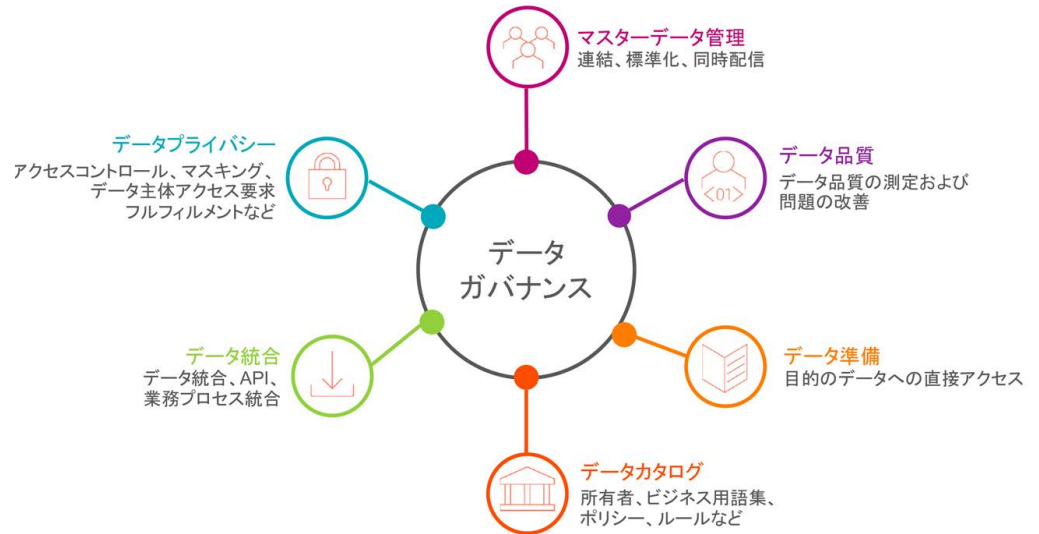 マスターデータ管理
連結、標準化、同時配信
データプライバシー
アクセスコントロール、マスキング、
データ主体アクセス要求
フルフィルメントなど
データ品質
データ品質の測定および
問題の改善
<01>
データ
ガバナンス
データ統合
データ統合、API、
業務プロセス統合
データ準備
目的のデータへの直接アクセス
データカタログ
所有者、ビジネス用語集、
ポリシー、ルールなど